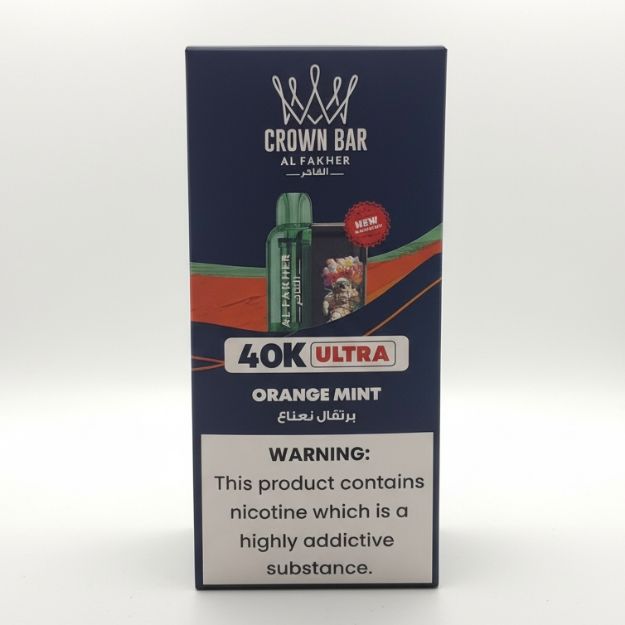 CROWN BAR
AL FAKHER
الفاخر
NEW
AL FAKHER
الفاخر
40K ULTRA
ORANGE MINT
برتقال نعناع
WARNING:
This product contains
nicotine which is a
highly addictive
substance.